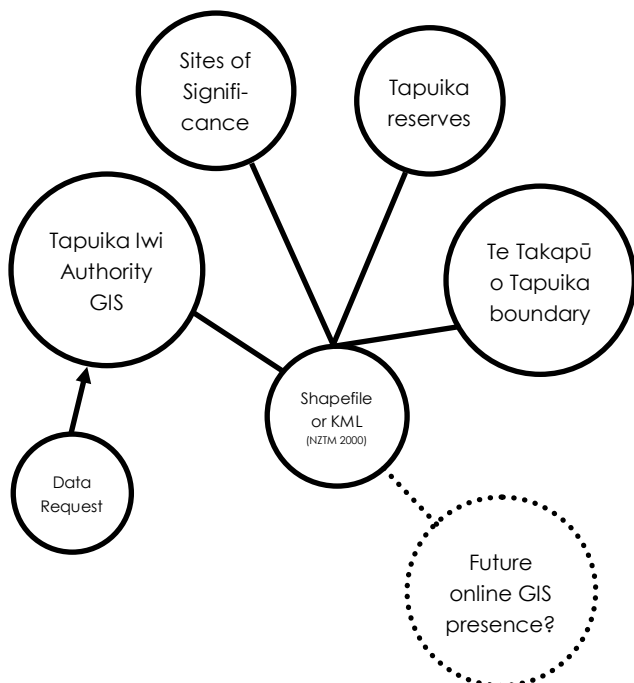 Sites of
Signifi-
cance
Tapuika
reserves
Tapuika Iwi
Authority
GIS
Te Takapū
o Tapuika
boundary
Shapefile
or KML
(NZTM 2000)
Data
Request
Future
online GIS
presence?